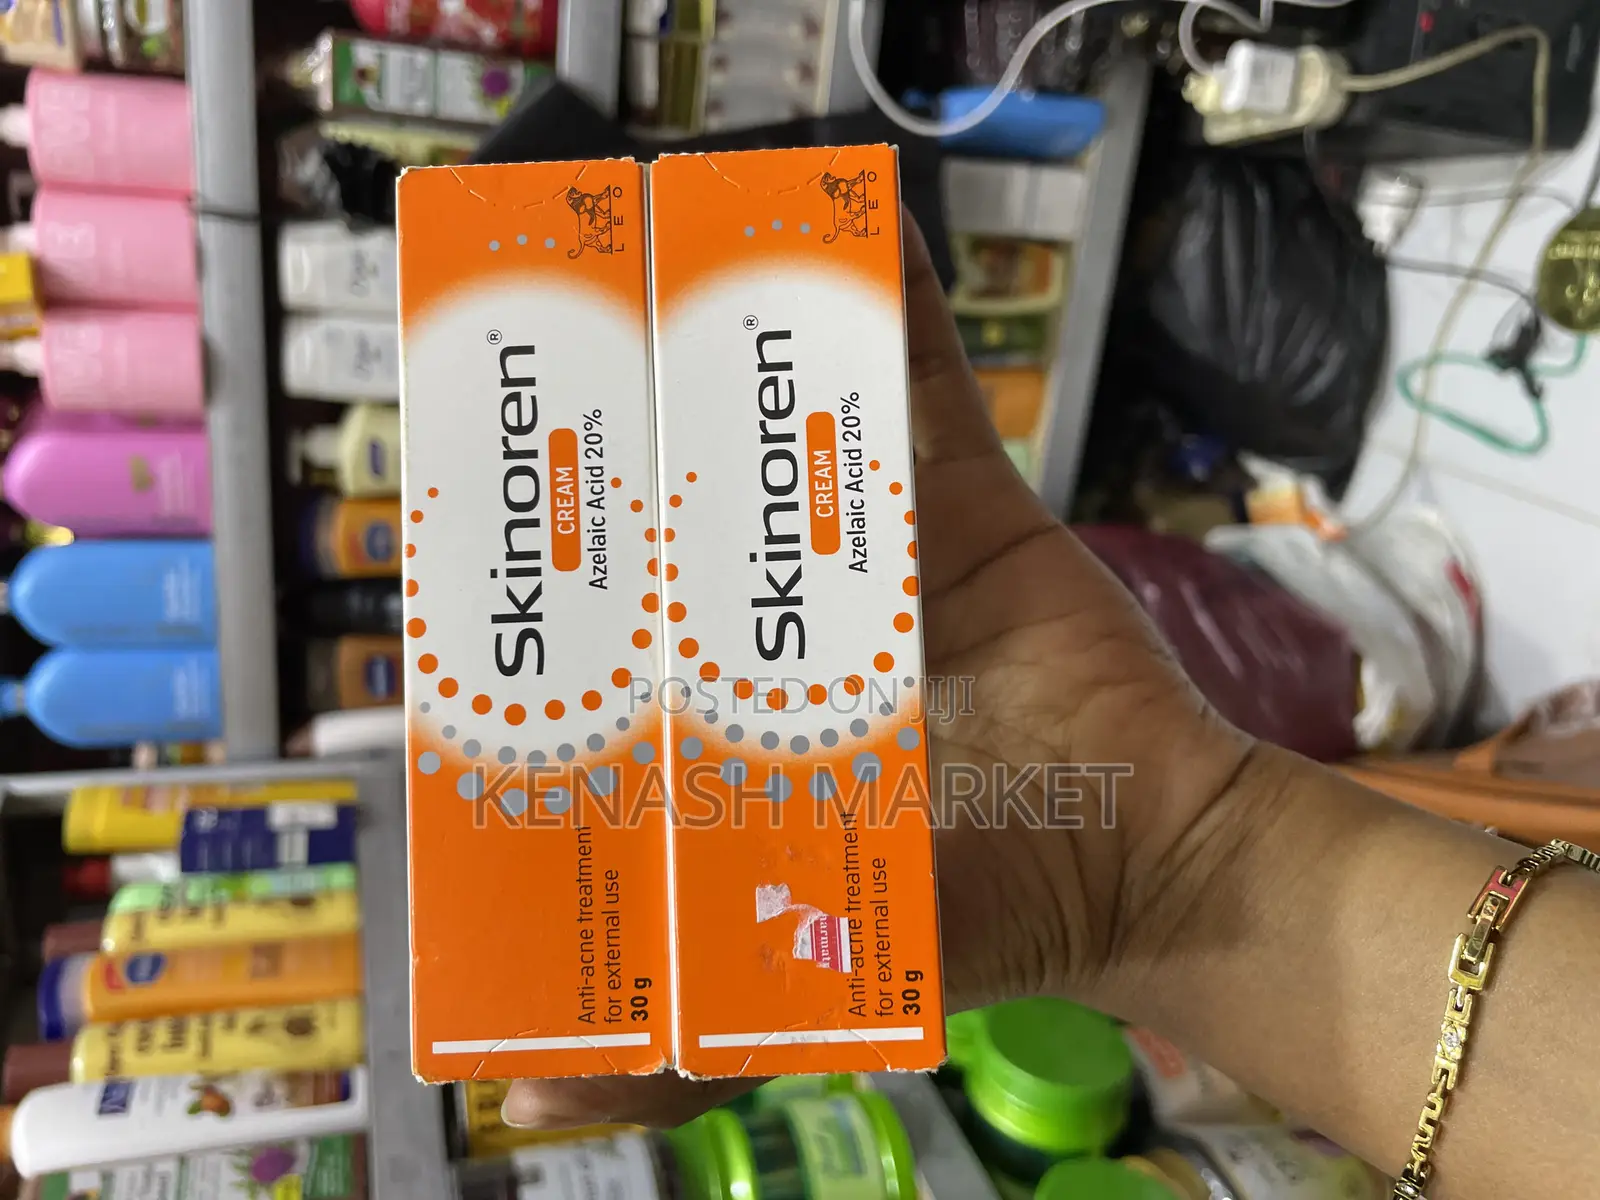 LEO
Skinoren®
CREAM
Azelaic Acid 20%
Anti-acne treatment
for external use
30 g
LEO
Skinoren®
CREAM
Azelaic Acid 20%
Anti-acne treatment
for external use
30 g
POSTED ON JIJI
KENASH MARKET